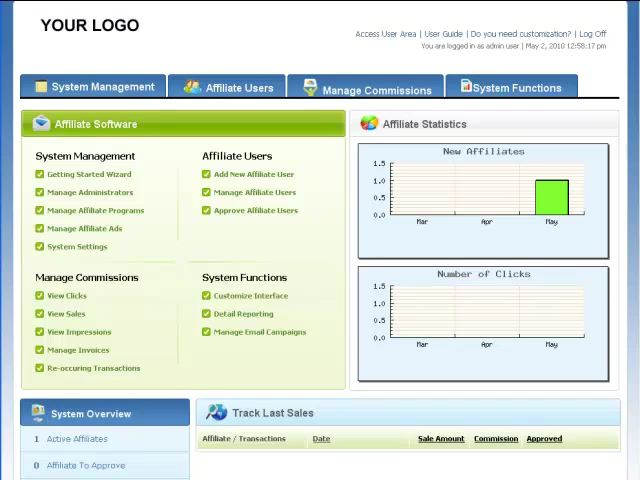 YOUR LOGO
Access User Area | User Guide | Do you need customization? | Log Off
You are logged in as admin user | May 2, 2010 12:58:17 pm
System Management
Affiliate Users
Manage Commissions
System Functions
Affiliate Software
System Management
Getting Started Wizard
Manage Administrators
Manage Affiliate Programs
Manage Affiliate Ads
System Settings
Affiliate Users
Add New Affiliate User
Manage Affiliate Users
Approve Affiliate Users
Manage Commissions
View Clicks
View Sales
View Impressions
Manage Invoices
Re-occuring Transactions
System Functions
Customize Interface
Detail Reporting
Manage Email Campaigns
Affiliate Statistics
New Affiliates
1.5
1.0
0.5
0.0
Mar Apr May
Number of Clicks
1.5
1.0
0.5
0.0
Mar Apr May
System Overview
1 Active Affiliates
0 Affiliate To Approve
Track Last Sales
Affiliate / Transactions Date Sale Amount Commission Approved